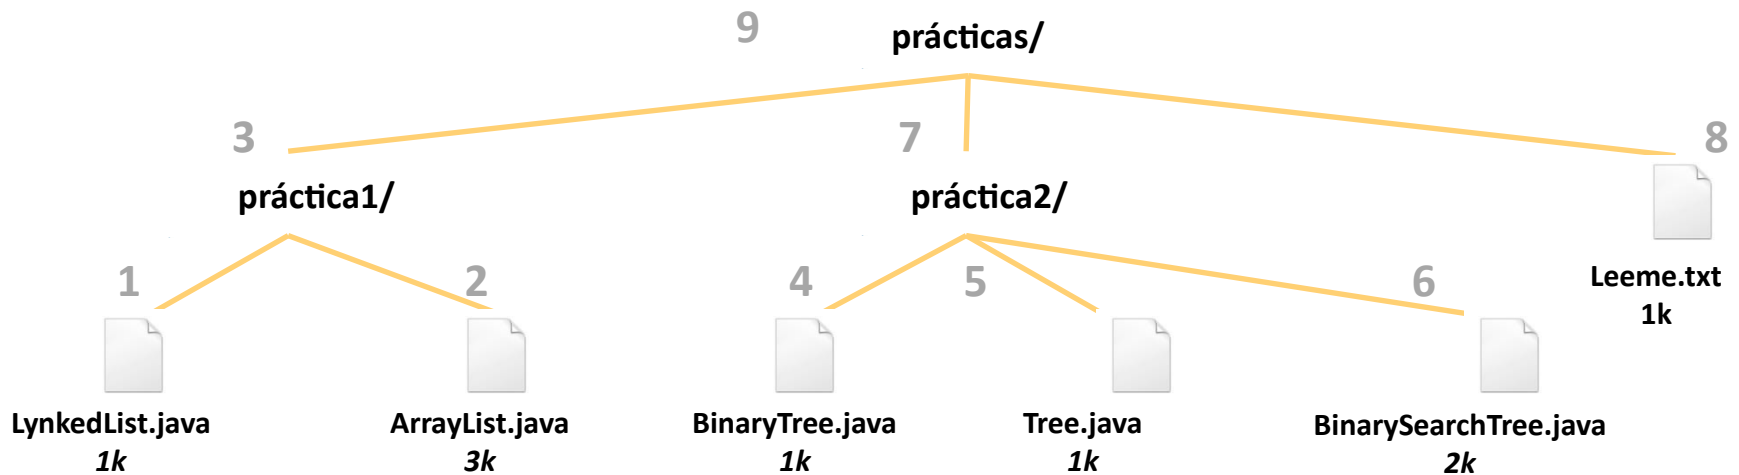 9
prácticas/
3
7
8
práctica1/
práctica2/
1
2
4
5
6
Leeme.txt
1k
LynkedList.java
1k
ArrayList.java
3k
BinaryTree.java
1k
Tree.java
1k
BinarySearchTree.java
2k